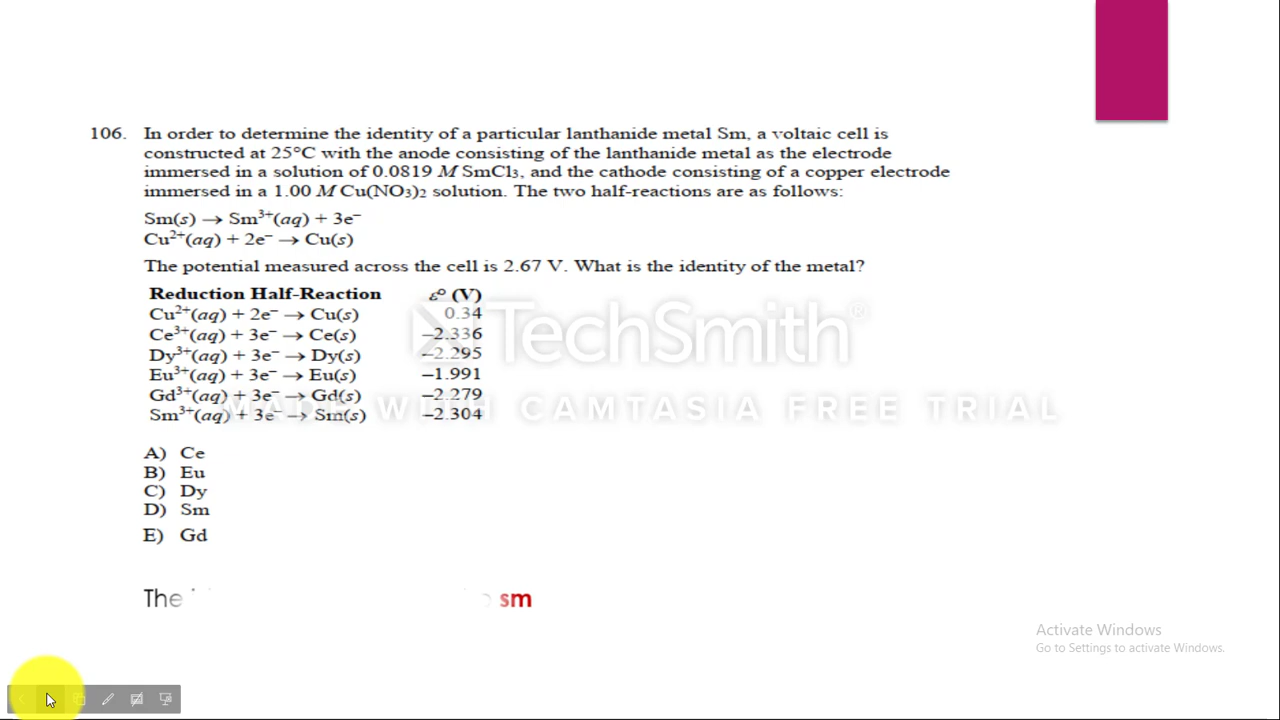 106. In order to determine the identity of a particular lanthanide metal Sm, a voltaic cell is
constructed at 25°C with the anode consisting of the lanthanide metal as the electrode
immersed in a solution of 0.0819 M SmCl₃, and the cathode consisting of a copper electrode
immersed in a 1.00 M Cu(NO₃)₂ solution. The two half-reactions are as follows:
Sm(s) → Sm³⁺(aq) + 3e⁻
Cu²⁺(aq) + 2e⁻ → Cu(s)
The potential measured across the cell is 2.67 V. What is the identity of the metal?
Reduction Half-Reaction ℰ° (V)
Cu²⁺(aq) + 2e⁻ → Cu(s) 0.34
Ce³⁺(aq) + 3e⁻ → Ce(s) –2.336
Dy³⁺(aq) + 3e⁻ → Dy(s) –2.295
Eu³⁺(aq) + 3e⁻ → Eu(s) –1.991
Gd³⁺(aq) + 3e⁻ → Gd(s) –2.279
Sm³⁺(aq) + 3e⁻ → Sm(s) –2.304
TechSmith®
MADE WITH CAMTASIA FREE TRIAL
A) Ce
B) Eu
C) Dy
D) Sm
E) Gd
The sm
Activate Windows
Go to Settings to activate Windows.